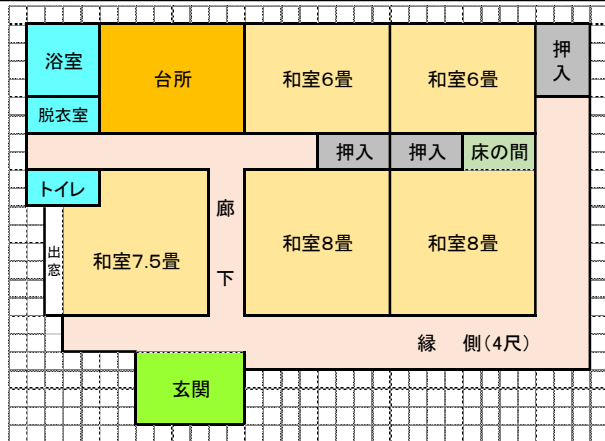 浴室
台所
和室6畳
和室6畳
押
入
脱衣室
押入
押入
床の間
トイレ
廊
下
和室8畳
和室8畳
出
窓
和室7.5畳
縁　側(4尺)
玄関